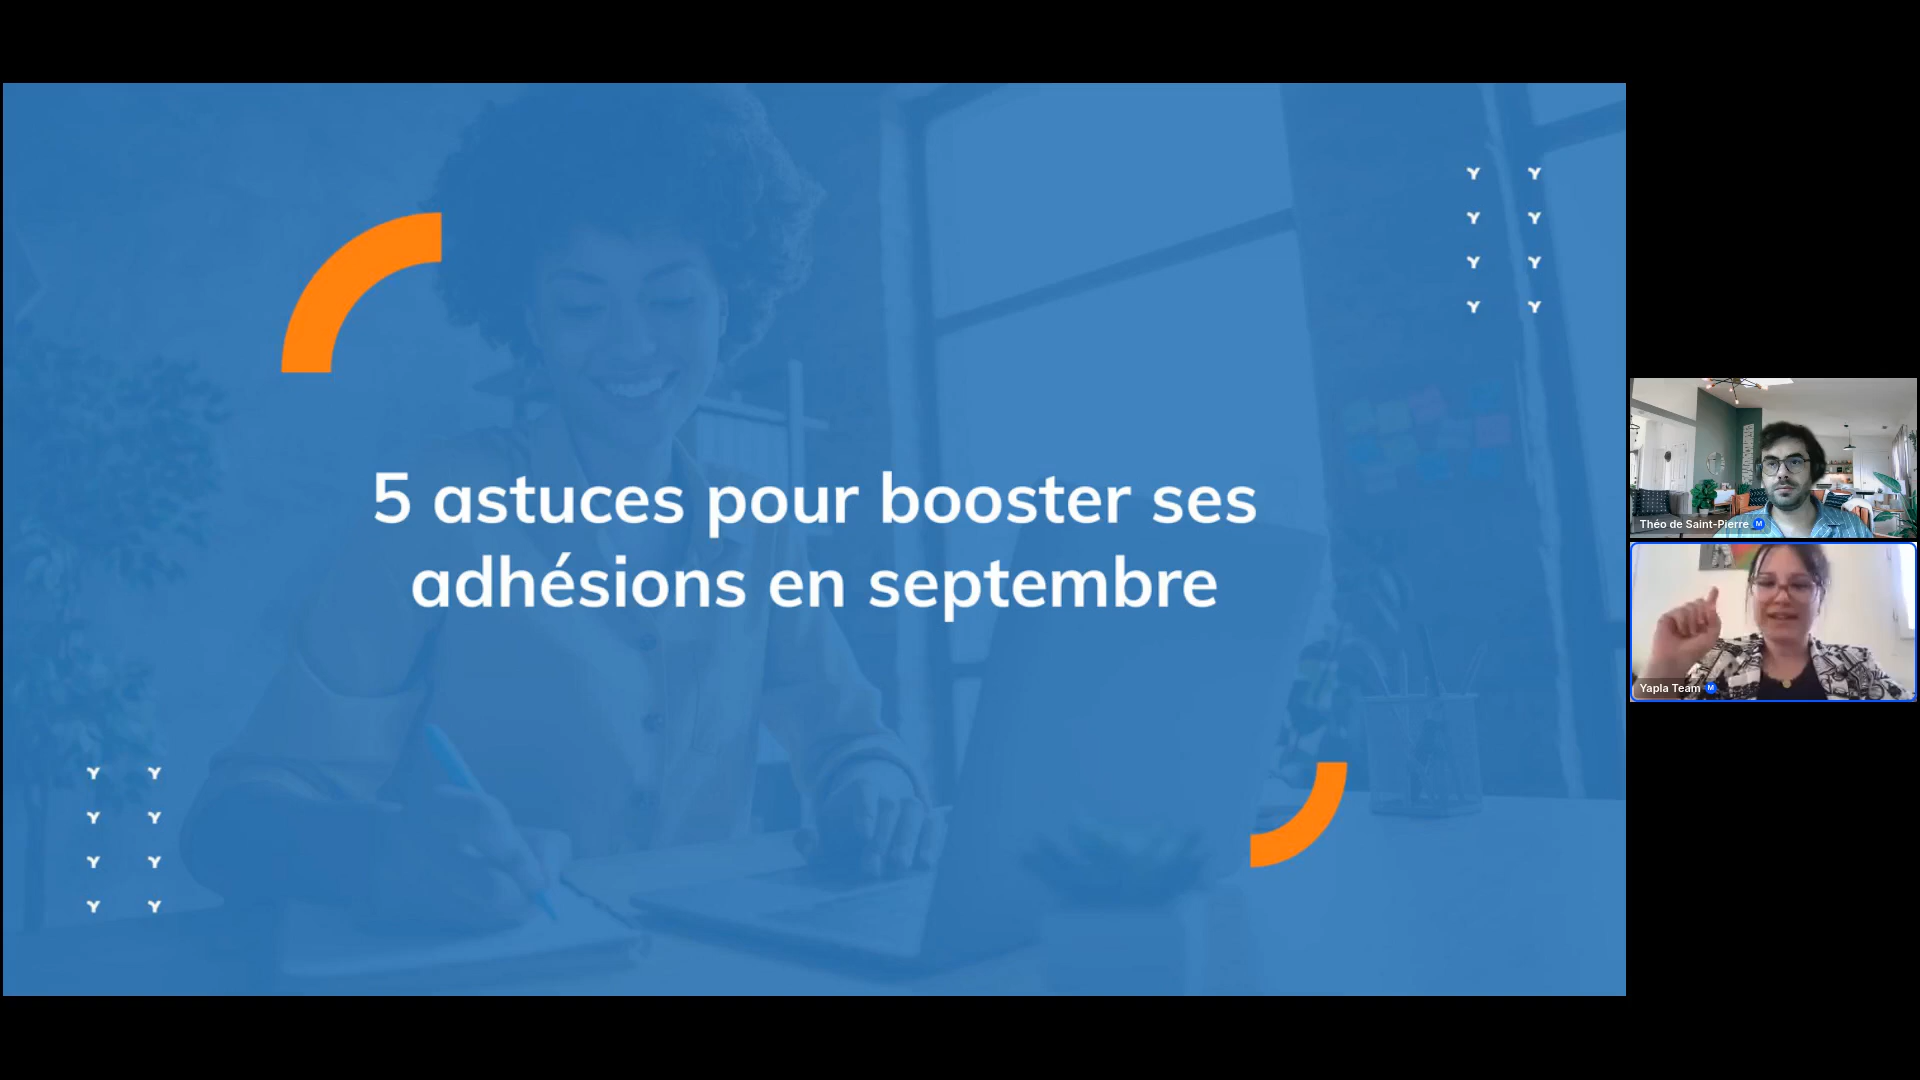 5 astuces pour booster ses
adhésions en septembre
Théo de Saint-Pierre M
Yapla Team M